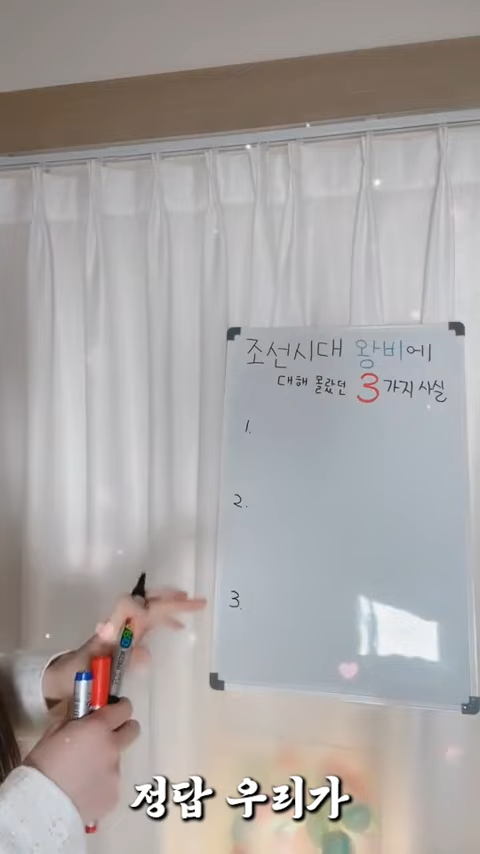 조선시대 왕비에
대해 몰랐던 3가지 사실
1.
2.
3.
정답 우리가